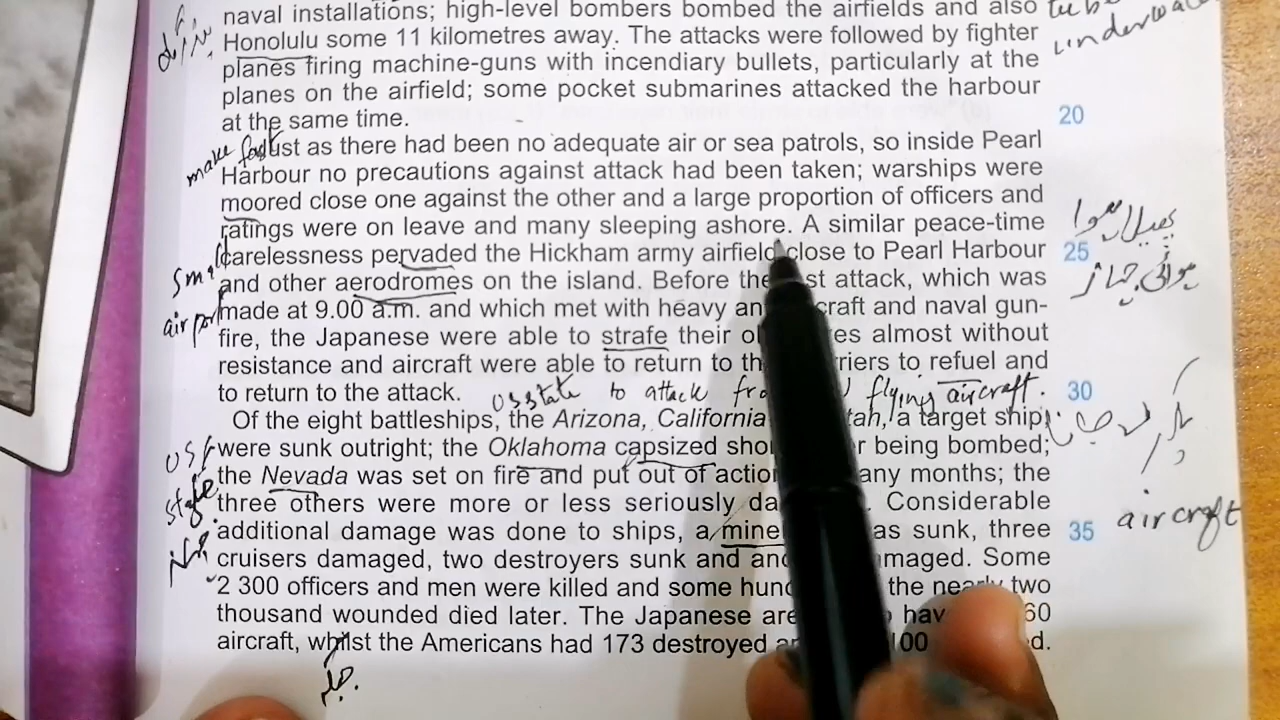 naval installations; high-level bombers bombed the airfields and also
Honolulu some 11 kilometres away. The attacks were followed by fighter
planes firing machine-guns with incendiary bullets, particularly at the
planes on the airfield; some pocket submarines attacked the harbour
at the same time. 20
make fast
Just as there had been no adequate air or sea patrols, so inside Pearl
Harbour no precautions against attack had been taken; warships were
moored close one against the other and a large proportion of officers and
ratings were on leave and many sleeping ashore. A similar peace-time
carelessness pervaded the Hickham army airfield close to Pearl Harbour 25
small
and other aerodromes on the island. Before the st attack, which was
air port
made at 9.00 a.m. and which met with heavy an craft and naval gun-
fire, the Japanese were able to strafe their ob es almost without
resistance and aircraft were able to return to th riers to refuel and
to return to the attack. 30
to attack flying aircraft.
Of the eight battleships, the Arizona, California tah, a target ship,
were sunk outright; the Oklahoma capsized sho r being bombed;
the Nevada was set on fire and put out of action any months; the
three others were more or less seriously da . Considerable
aircraft
additional damage was done to ships, a mine as sunk, three 35
cruisers damaged, two destroyers sunk and an maged. Some
2 300 officers and men were killed and some hun the nearly two
thousand wounded died later. The Japanese are hav 60
aircraft, whilst the Americans had 173 destroyed 100 d.